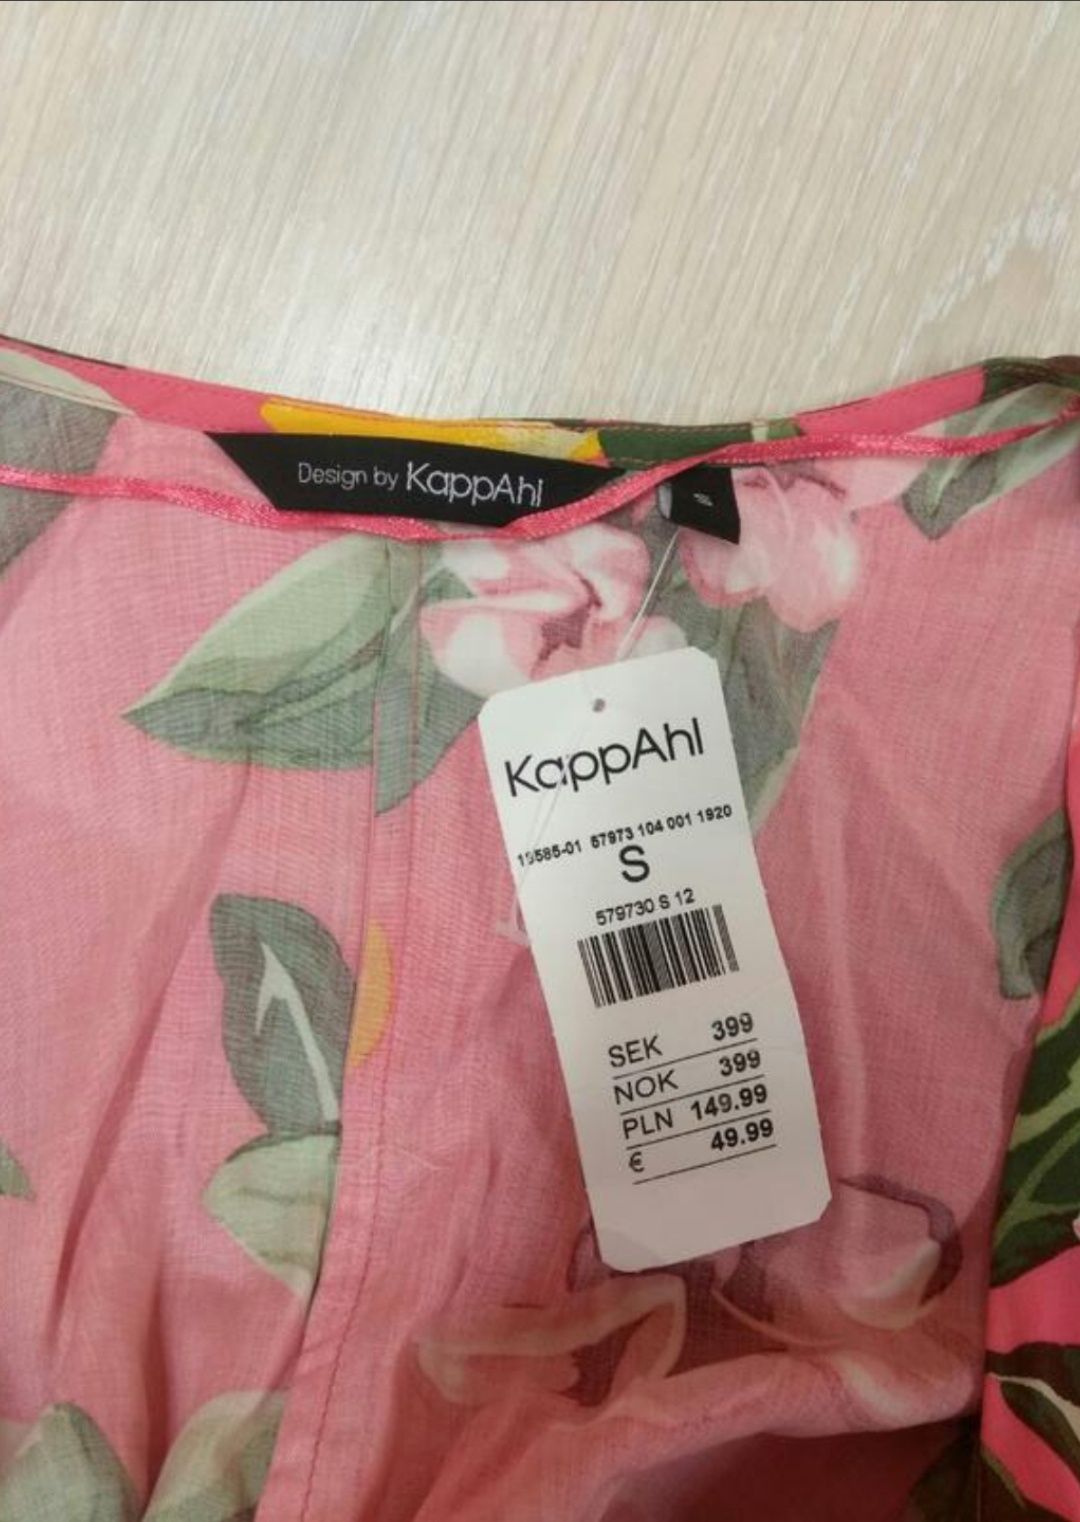 Design by KappAhl
S
KappAhl
19585-01 57973 104 001 1920
S
579730 S 12
SEK 399
NOK 399
PLN 149.99
€ 49.99